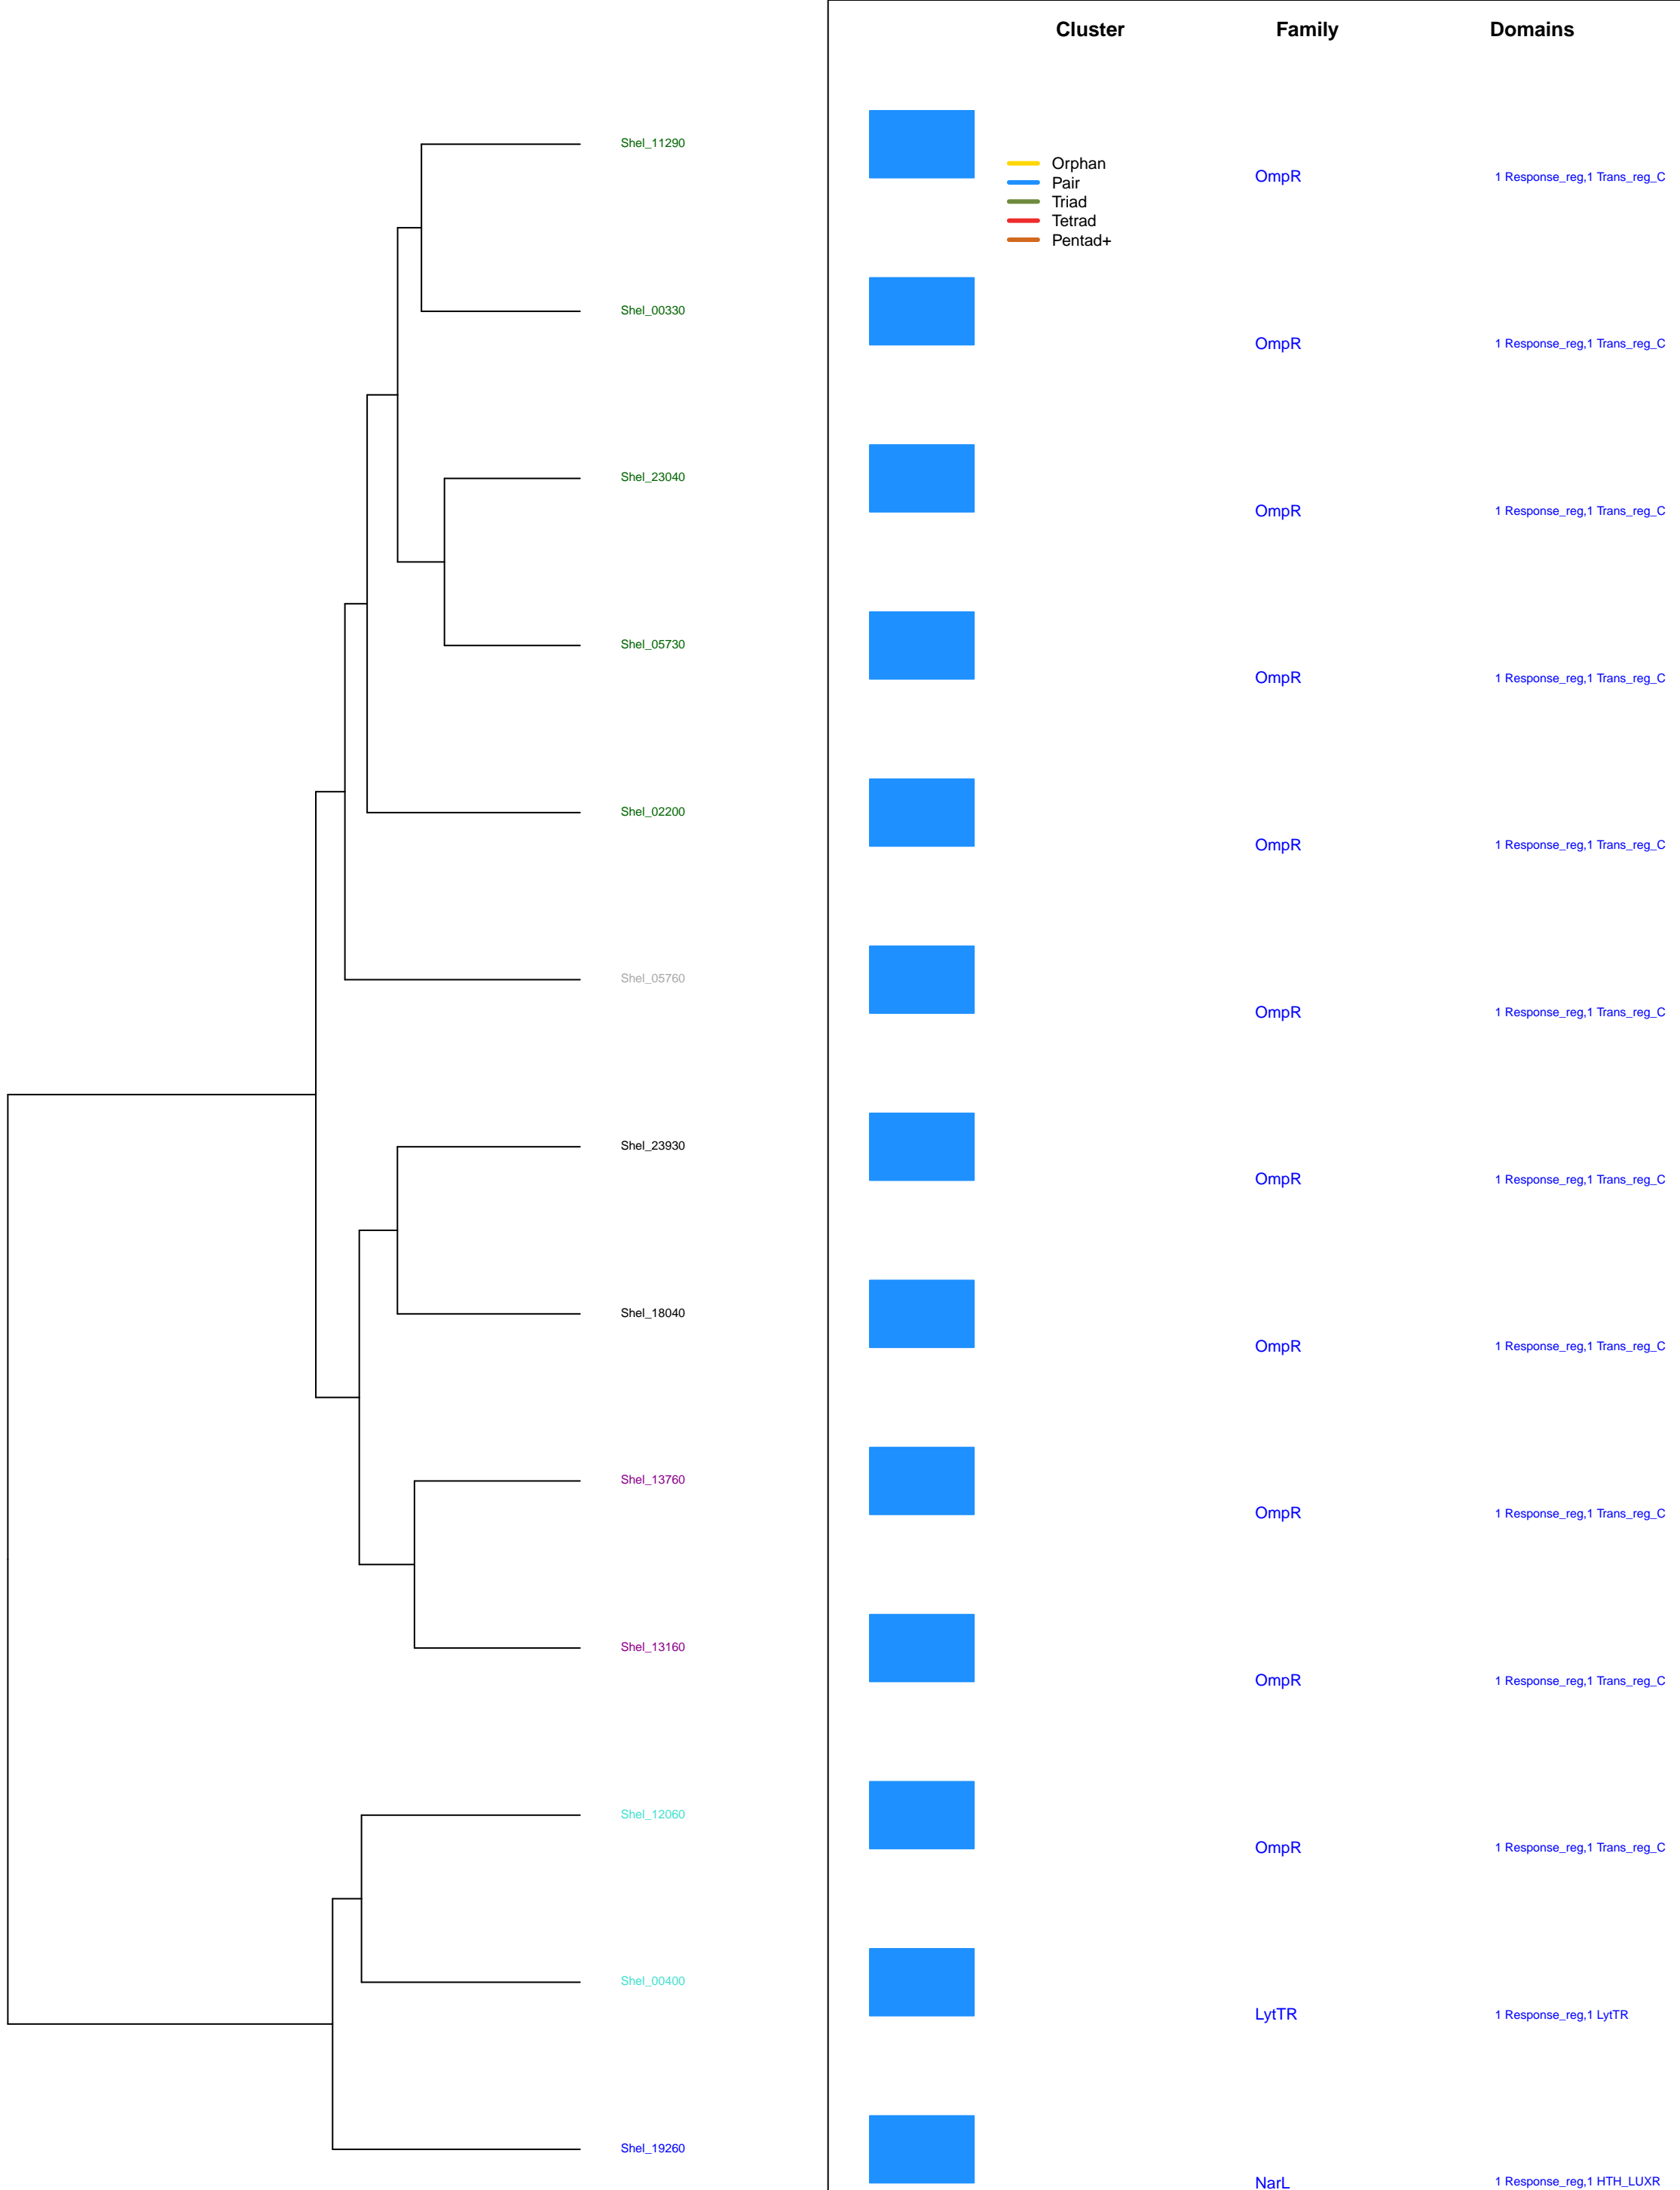 Cluster Family Domains
Shel_11290
Orphan
Pair
Triad
Tetrad
Pentad+
OmpR 1 Response_reg,1 Trans_reg_C
Shel_00330
OmpR 1 Response_reg,1 Trans_reg_C
Shel_23040
OmpR 1 Response_reg,1 Trans_reg_C
Shel_05730
OmpR 1 Response_reg,1 Trans_reg_C
Shel_02200
OmpR 1 Response_reg,1 Trans_reg_C
Shel_05760
OmpR 1 Response_reg,1 Trans_reg_C
Shel_23930
OmpR 1 Response_reg,1 Trans_reg_C
Shel_18040
OmpR 1 Response_reg,1 Trans_reg_C
Shel_13760
OmpR 1 Response_reg,1 Trans_reg_C
Shel_13160
OmpR 1 Response_reg,1 Trans_reg_C
Shel_12060
OmpR 1 Response_reg,1 Trans_reg_C
Shel_00400
LytTR 1 Response_reg,1 LytTR
Shel_19260
NarL 1 Response_reg,1 HTH_LUXR